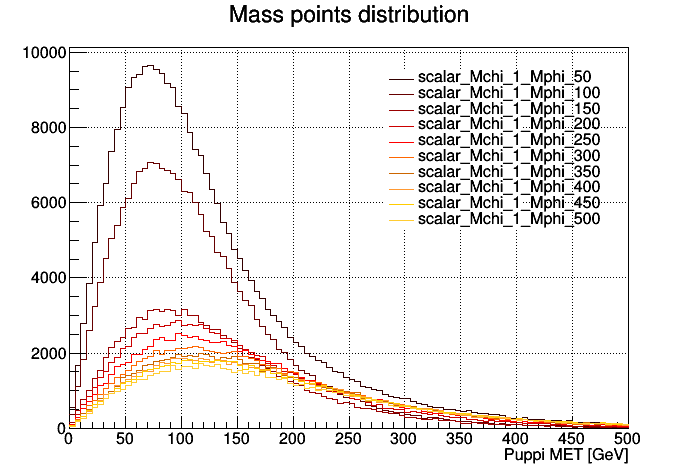 Mass points distribution
10000
8000
6000
4000
2000
0
scalar_Mchi_1_Mphi_50
scalar_Mchi_1_Mphi_100
scalar_Mchi_1_Mphi_150
scalar_Mchi_1_Mphi_200
scalar_Mchi_1_Mphi_250
scalar_Mchi_1_Mphi_300
scalar_Mchi_1_Mphi_350
scalar_Mchi_1_Mphi_400
scalar_Mchi_1_Mphi_450
scalar_Mchi_1_Mphi_500
0 50 100 150 200 250 300 350 400 450 500
Puppi MET [GeV]